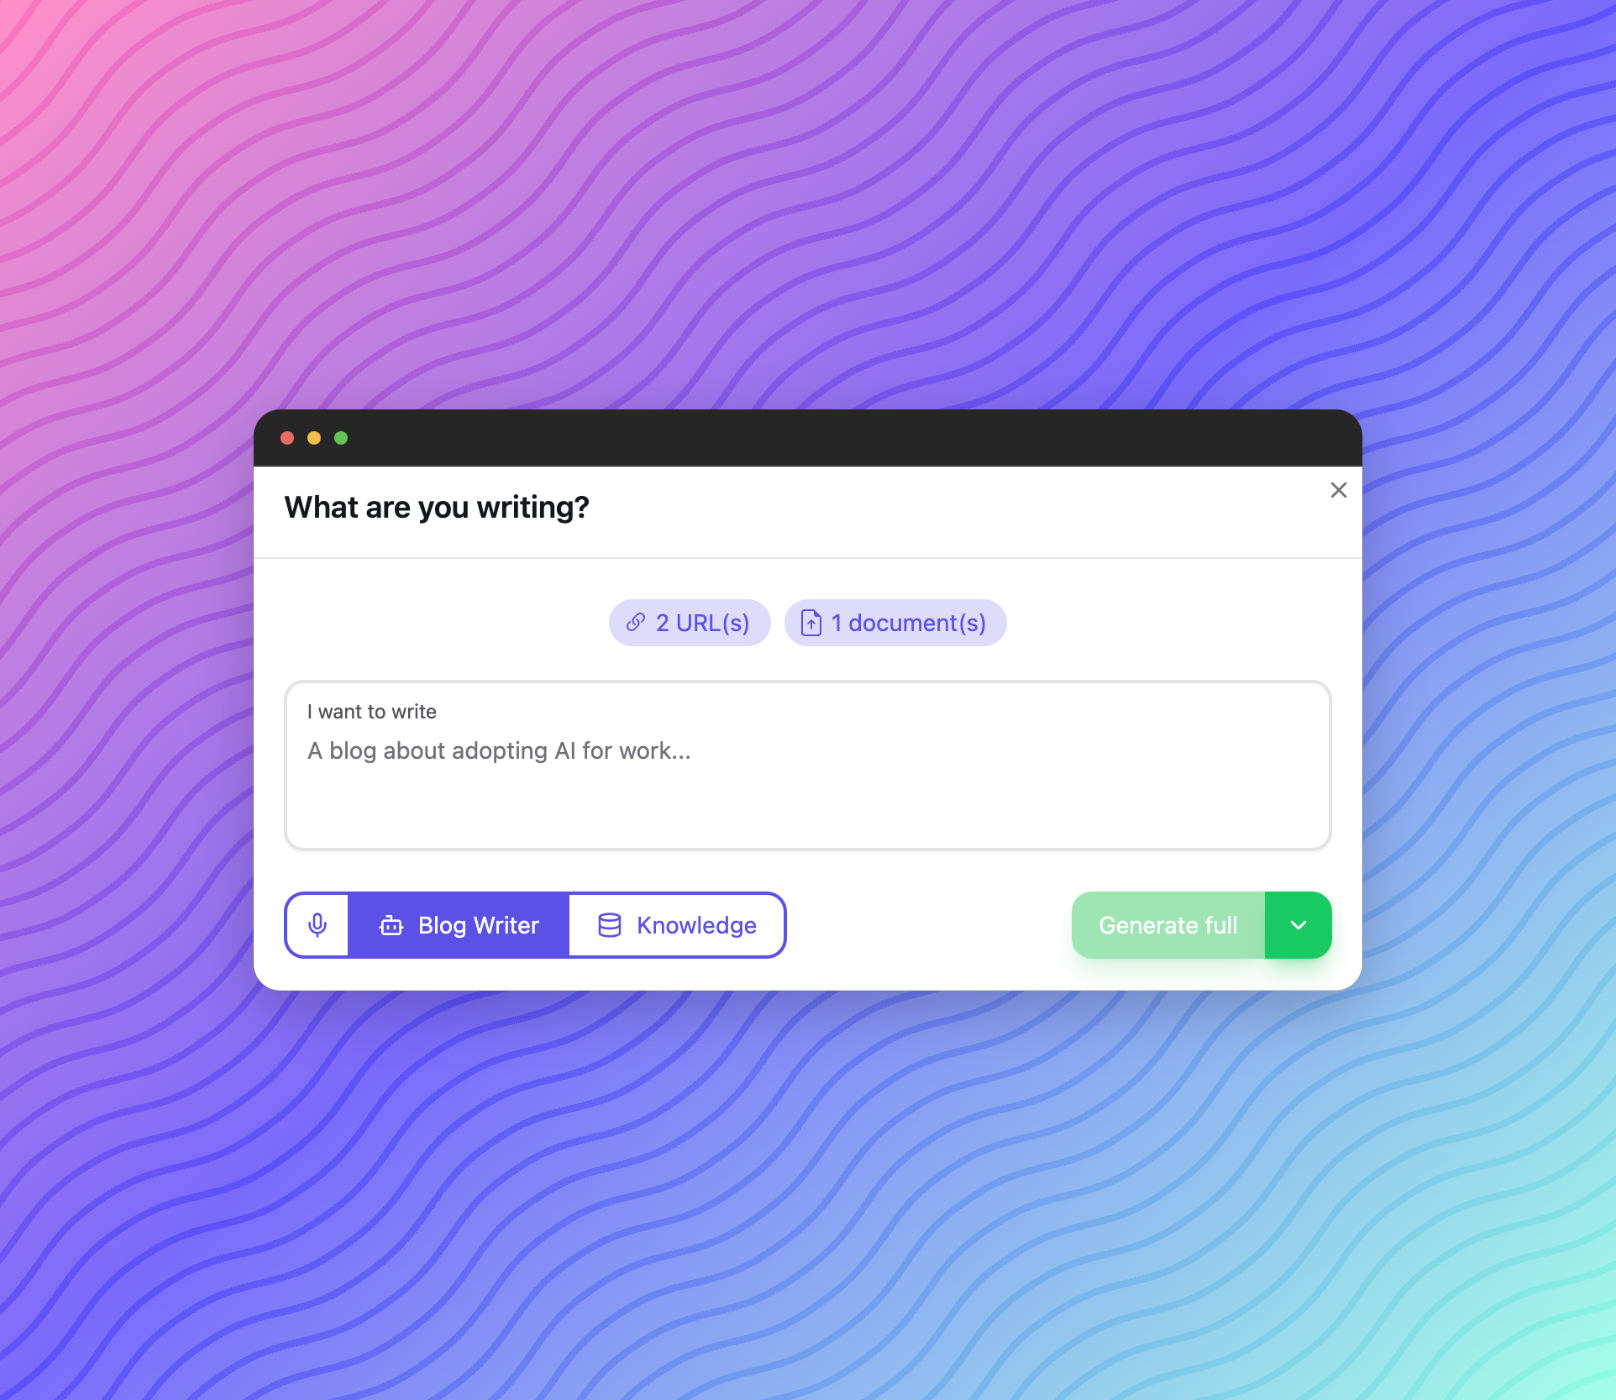 What are you writing?
2 URL(s) 1 document(s)
I want to write
A blog about adopting AI for work...
Blog Writer Knowledge Generate full